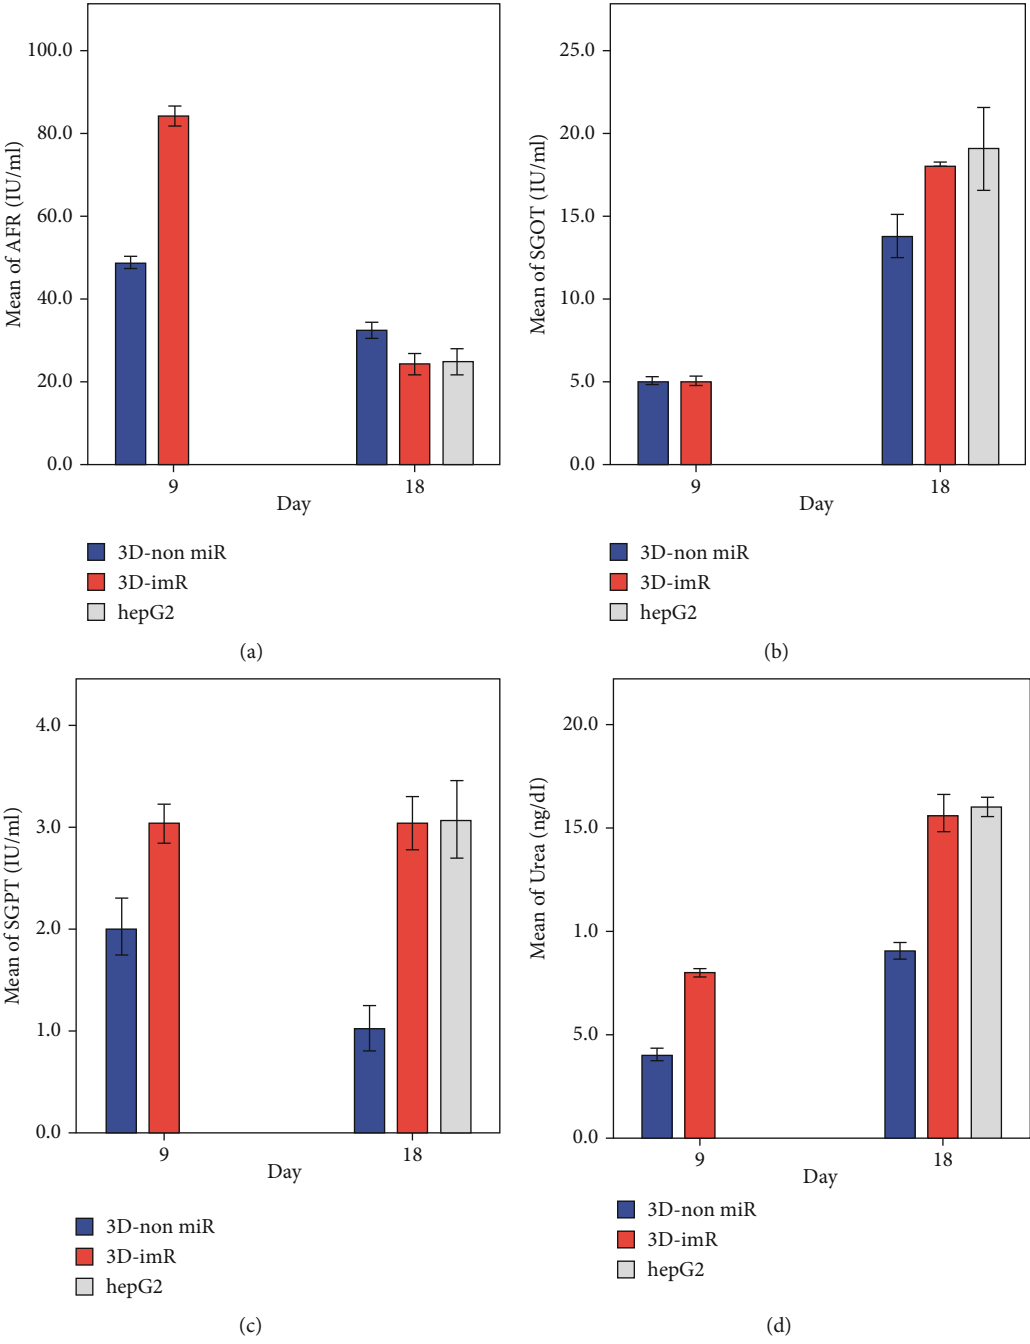 Mean of AFR (IU/ml)
100.0
80.0
60.0
40.0
20.0
0.0
9
18
Day
3D-non miR
3D-imR
hepG2
(a)
Mean of SGOT (IU/ml)
25.0
20.0
15.0
10.0
5.0
0.0
9
18
Day
3D-non miR
3D-imR
hepG2
(b)
Mean of SGPT (IU/ml)
4.0
3.0
2.0
1.0
0.0
9
18
Day
3D-non miR
3D-imR
hepG2
(c)
Mean of Urea (ng/dI)
20.0
15.0
1.0
5.0
0.0
9
18
Day
3D-non miR
3D-imR
hepG2
(d)